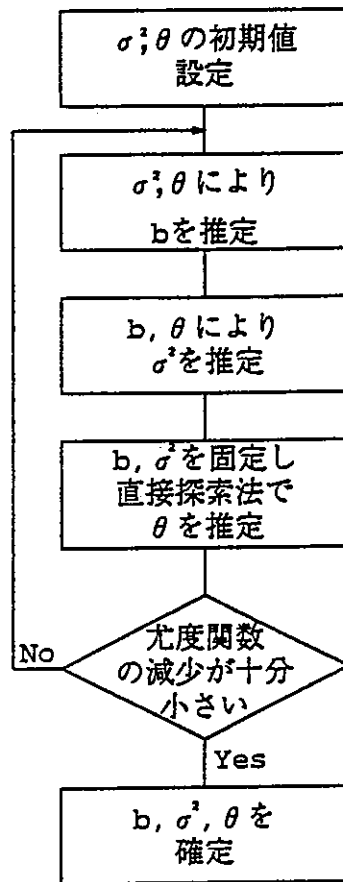 σ², θ の初期値
設定
σ², θ により
bを推定
b, θ により
σ²を推定
b, σ²を固定し
直接探索法で
θ を推定
尤度関数
の減少が十分
小さい
No
Yes
b, σ², θ を
確定